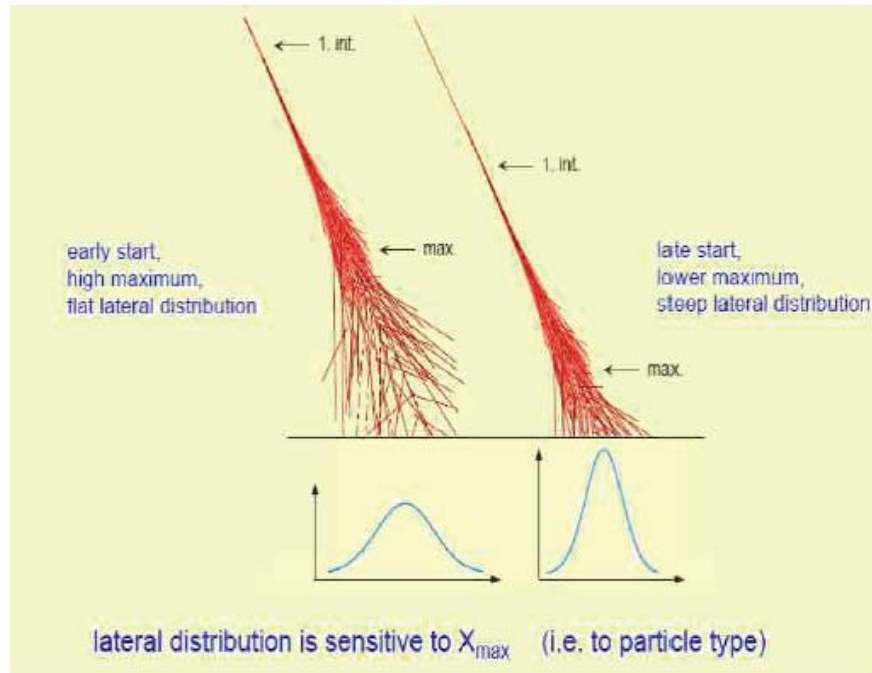 1. int.
1. int.
max.
early start,
high maximum,
flat lateral distribution
late start,
lower maximum,
steep lateral distribution
max.
lateral distribution is sensitive to Xmax (i.e. to particle type)